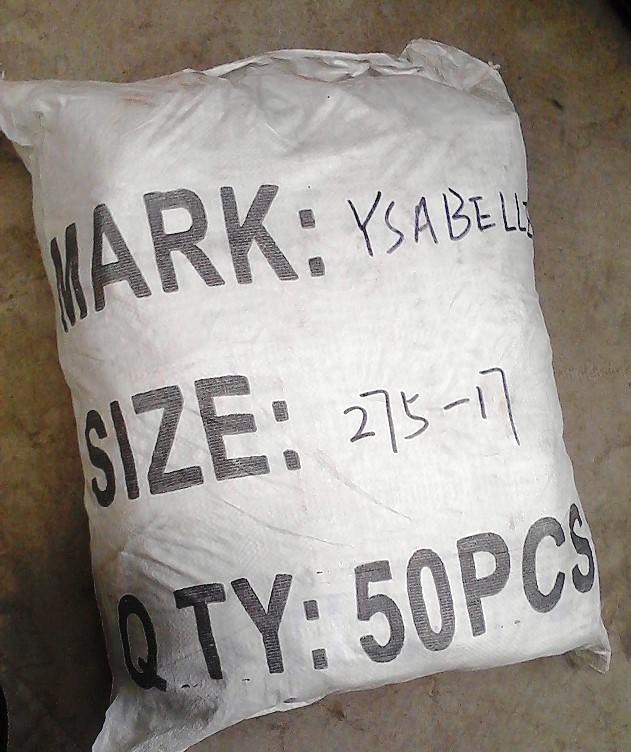 MARK: YSABELLE
SIZE: 275-17
QTY: 50PCS